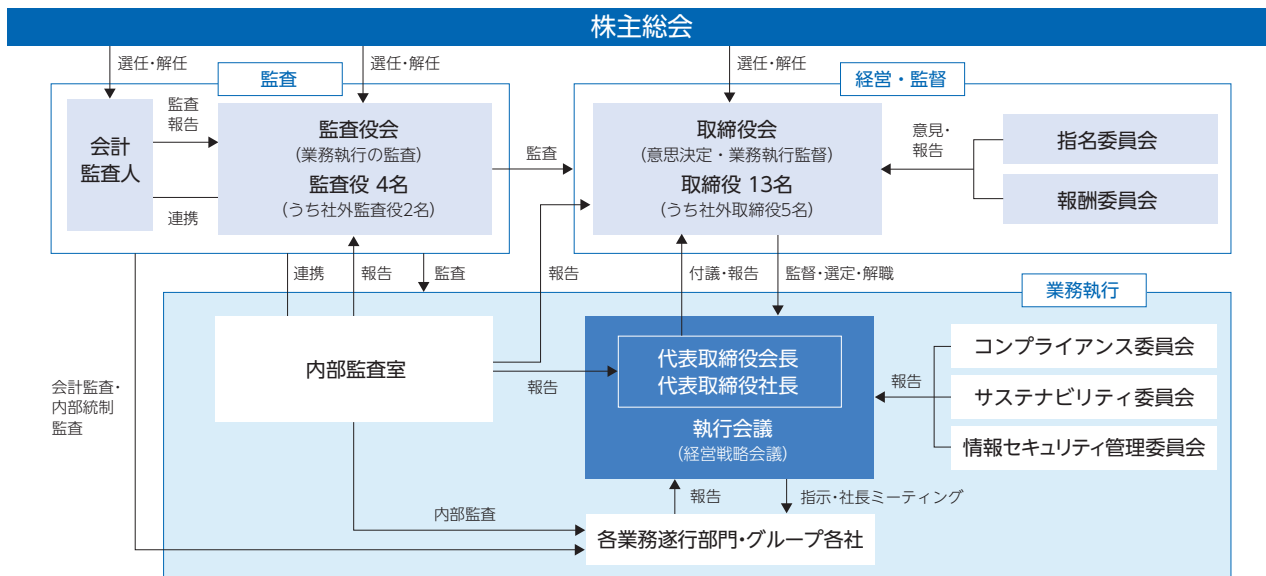 株主総会
選任・解任
選任・解任
選任・解任
監査
経営・監督
会計
監査人
監査
報告
連携
監査役会
(業務執行の監査)
監査役 4名
(うち社外監査役2名)
監査
取締役会
(意思決定・業務執行監督)
取締役 13名
(うち社外取締役5名)
意見・
報告
指名委員会
報酬委員会
連携
報告
監査
報告
付議・報告
監督・選定・解職
業務執行
内部監査室
報告
代表取締役会長
代表取締役社長
執行会議
(経営戦略会議)
報告
コンプライアンス委員会
サステナビリティ委員会
情報セキュリティ管理委員会
会計監査・
内部統制
監査
内部監査
報告
指示・社長ミーティング
各業務遂行部門・グループ各社